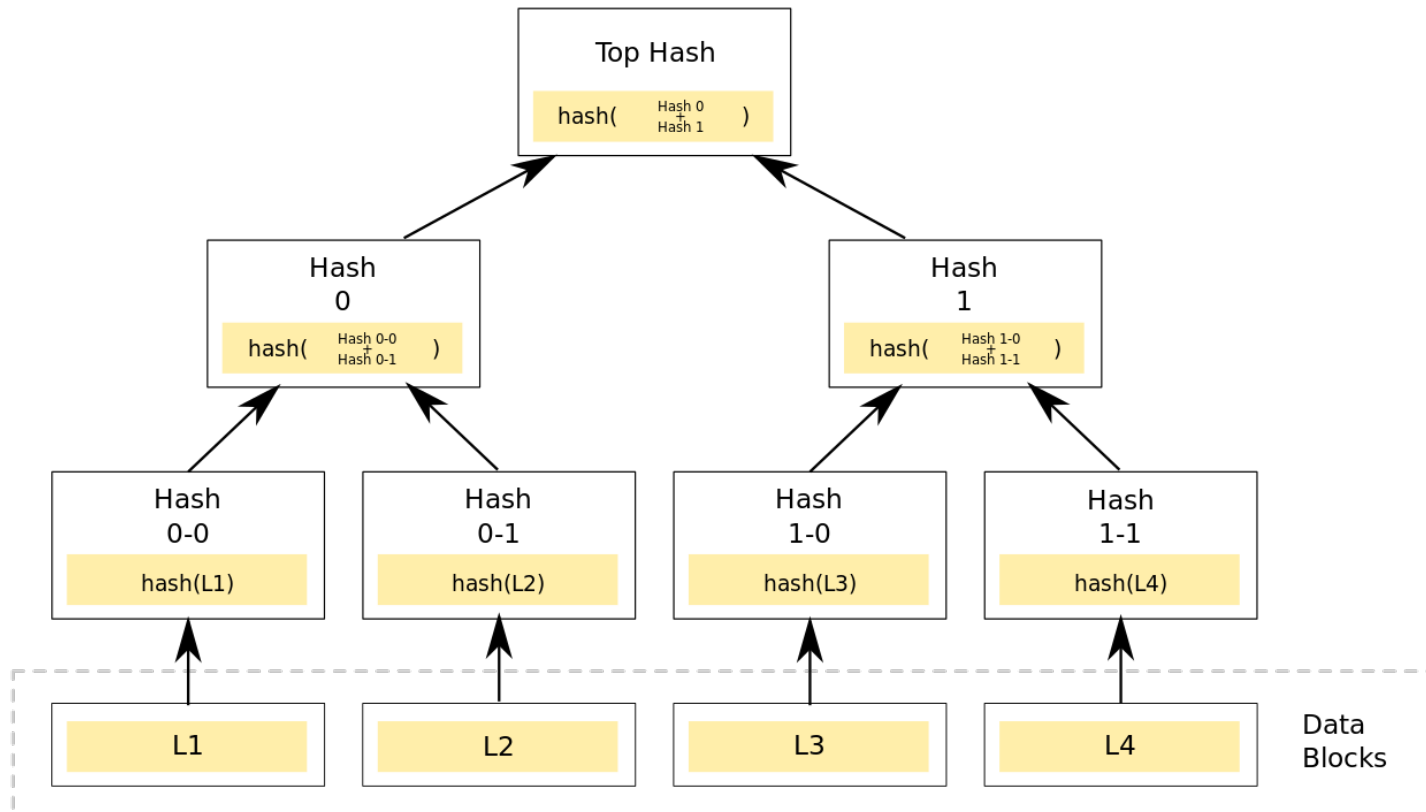 Top Hash
hash( Hash 0 + Hash 1 )
Hash
0
hash( Hash 0-0 + Hash 0-1 )
Hash
1
hash( Hash 1-0 + Hash 1-1 )
Hash
0-0
hash(L1)
Hash
0-1
hash(L2)
Hash
1-0
hash(L3)
Hash
1-1
hash(L4)
L1
L2
L3
L4
Data
Blocks